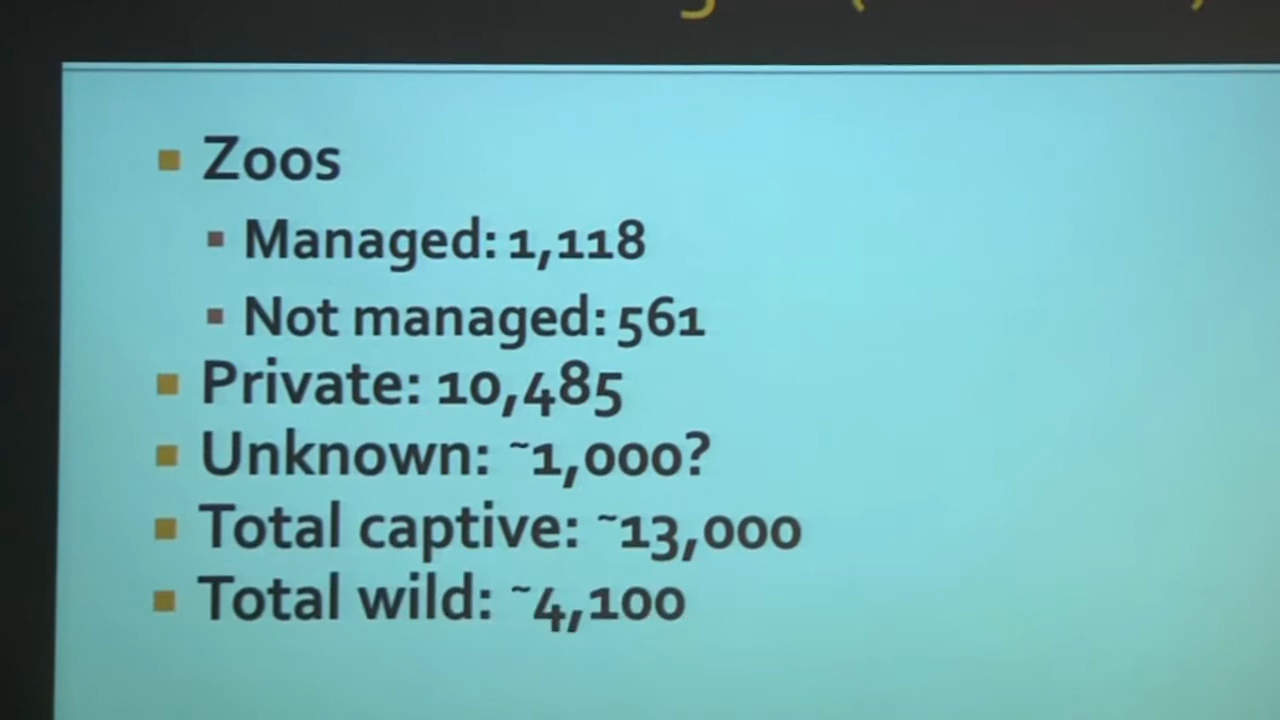 Zoos
Managed: 1,118
Not managed: 561
Private: 10,485
Unknown: ~1,000?
Total captive: ~13,000
Total wild: ~4,100